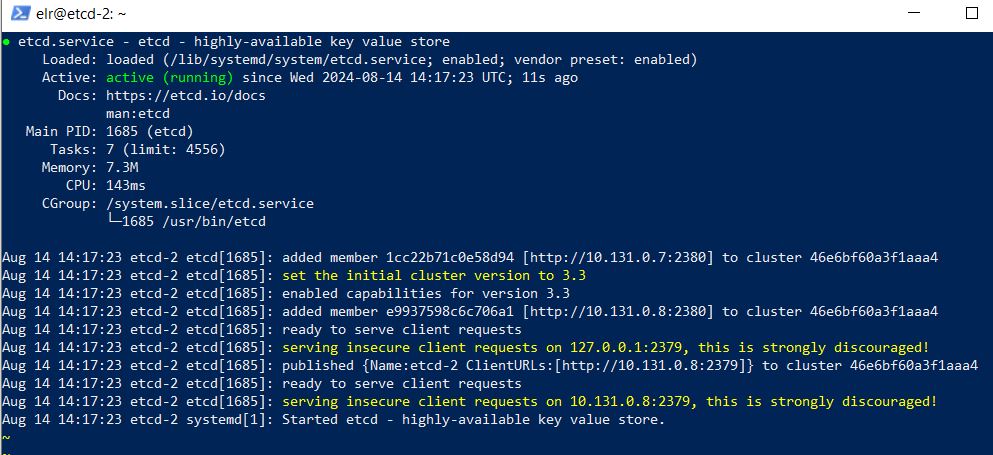 elr@etcd-2: ~
● etcd.service - etcd - highly-available key value store
Loaded: loaded (/lib/systemd/system/etcd.service; enabled; vendor preset: enabled)
Active: active (running) since Wed 2024-08-14 14:17:23 UTC; 11s ago
Docs: https://etcd.io/docs
man:etcd
Main PID: 1685 (etcd)
Tasks: 7 (limit: 4556)
Memory: 7.3M
CPU: 143ms
CGroup: /system.slice/etcd.service
└─1685 /usr/bin/etcd
Aug 14 14:17:23 etcd-2 etcd[1685]: added member 1cc22b71c0e58d94 [http://10.131.0.7:2380] to cluster 46e6bf60a3f1aaa4
Aug 14 14:17:23 etcd-2 etcd[1685]: set the initial cluster version to 3.3
Aug 14 14:17:23 etcd-2 etcd[1685]: enabled capabilities for version 3.3
Aug 14 14:17:23 etcd-2 etcd[1685]: added member e9937598c6c706a1 [http://10.131.0.8:2380] to cluster 46e6bf60a3f1aaa4
Aug 14 14:17:23 etcd-2 etcd[1685]: ready to serve client requests
Aug 14 14:17:23 etcd-2 etcd[1685]: serving insecure client requests on 127.0.0.1:2379, this is strongly discouraged!
Aug 14 14:17:23 etcd-2 etcd[1685]: published {Name:etcd-2 ClientURLs:[http://10.131.0.8:2379]} to cluster 46e6bf60a3f1aaa4
Aug 14 14:17:23 etcd-2 etcd[1685]: ready to serve client requests
Aug 14 14:17:23 etcd-2 etcd[1685]: serving insecure client requests on 10.131.0.8:2379, this is strongly discouraged!
Aug 14 14:17:23 etcd-2 systemd[1]: Started etcd - highly-available key value store.
~
~